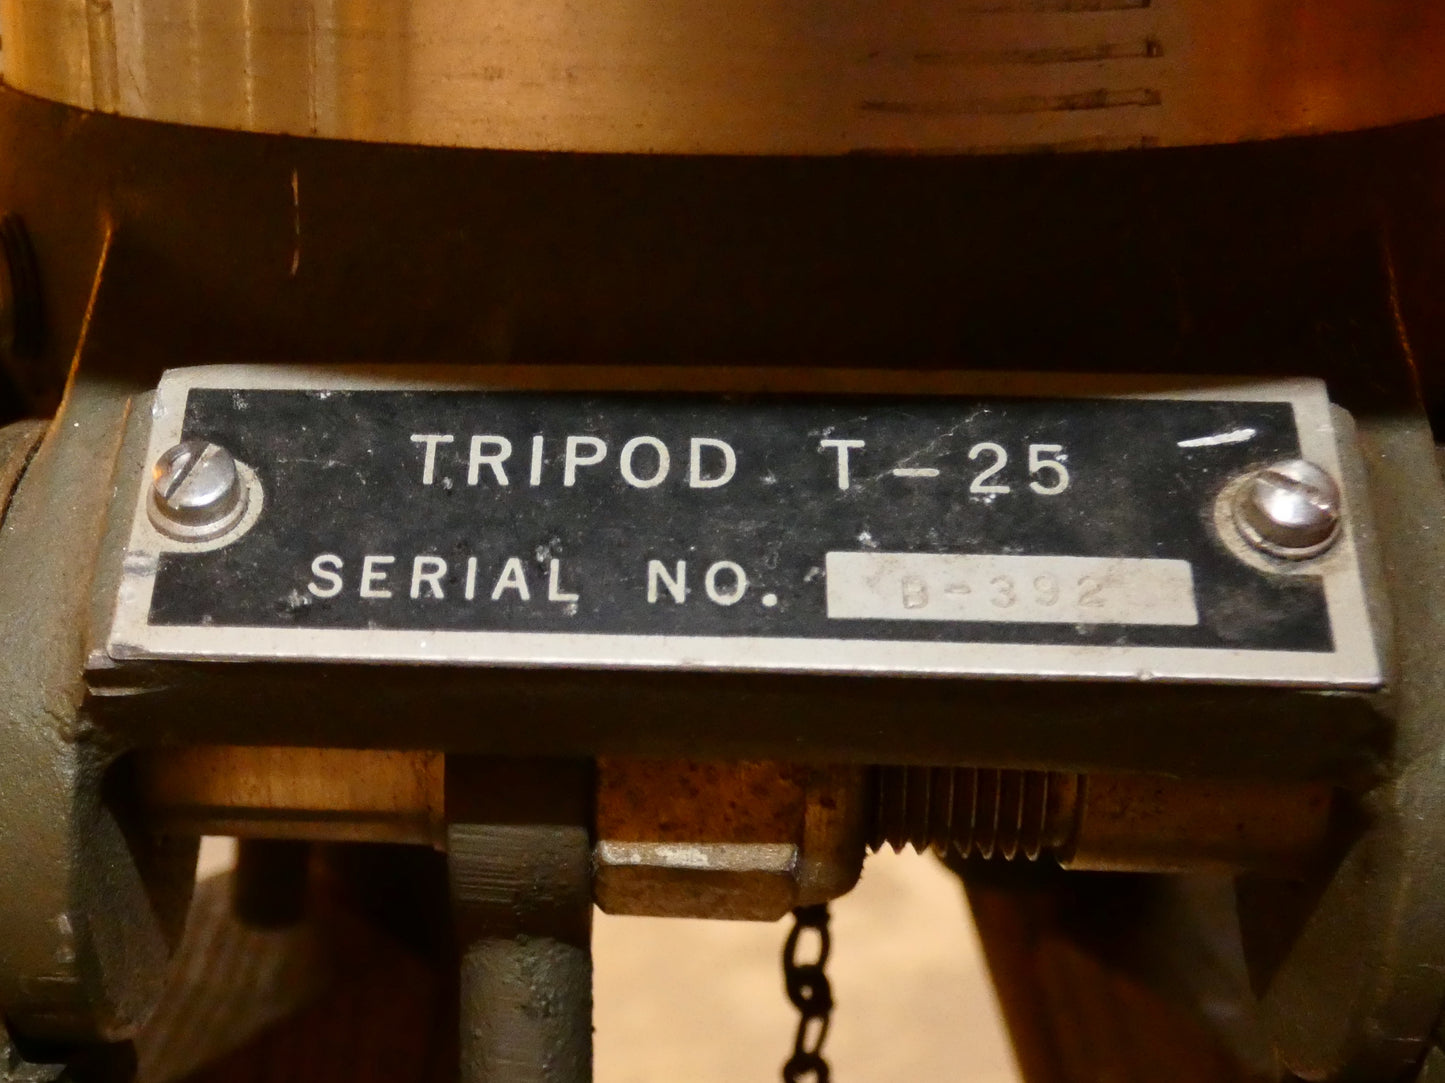 TRIPOD T-25
SERIAL NO. B-392